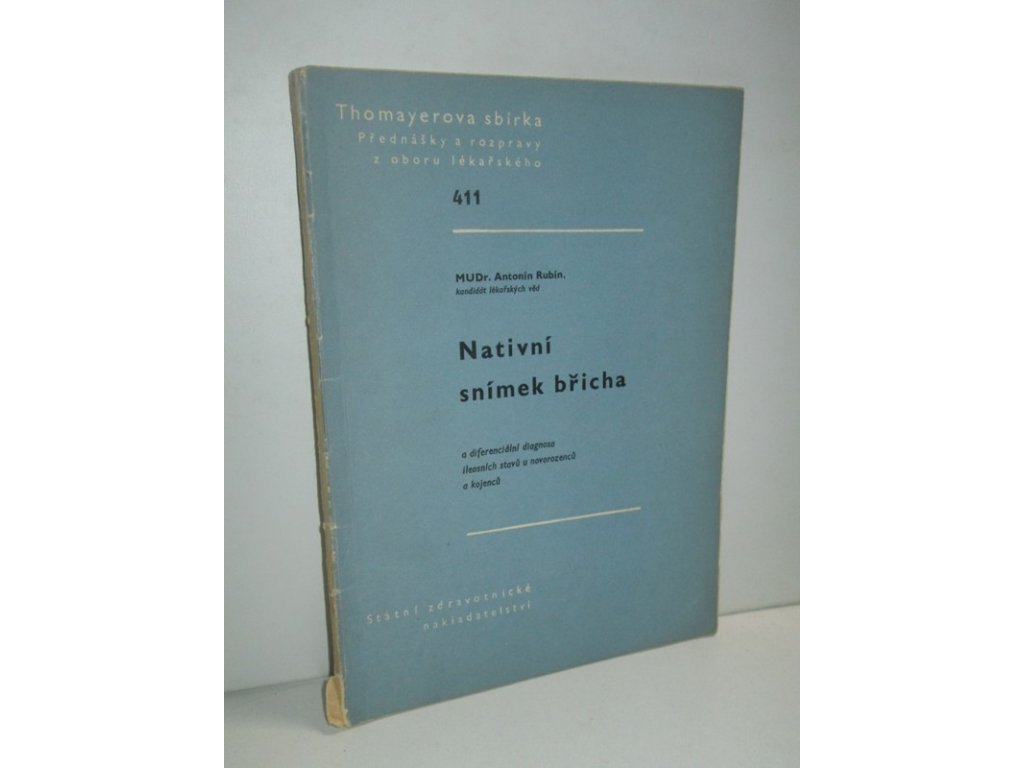 Thomayerova sbírka
Přednášky a rozpravy
z oboru lékařského
411
MUDr. Antonín Rubín,
kandidát lékařských věd
Nativní
snímek břicha
a diferenciální diagnosa
ileosních stavů u novorozenců
a kojenců
Státní zdravotnické
nakladatelství